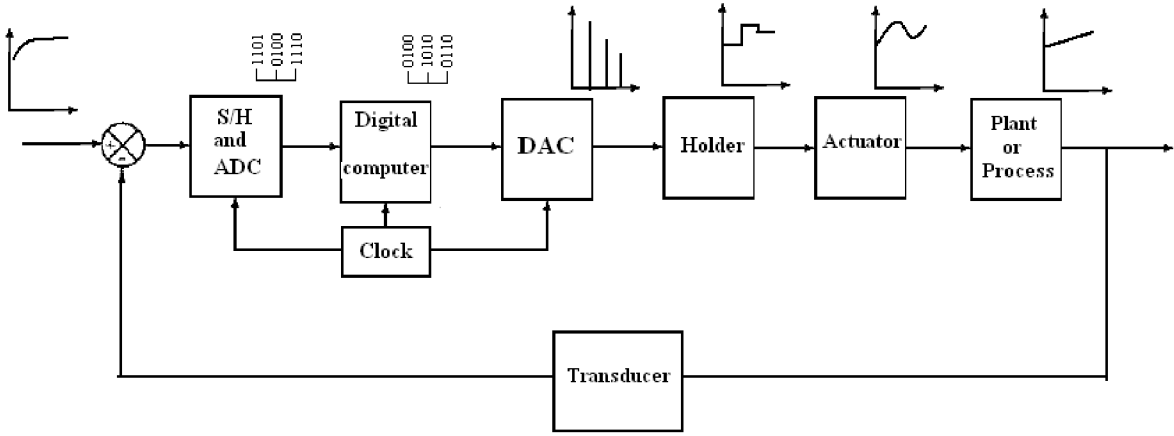 1101
0100
1110
0100
1010
0110
S/H
and
ADC
Digital
computer
DAC
Holder
Actuator
Plant
or
Process
+
-
Clock
Transducer